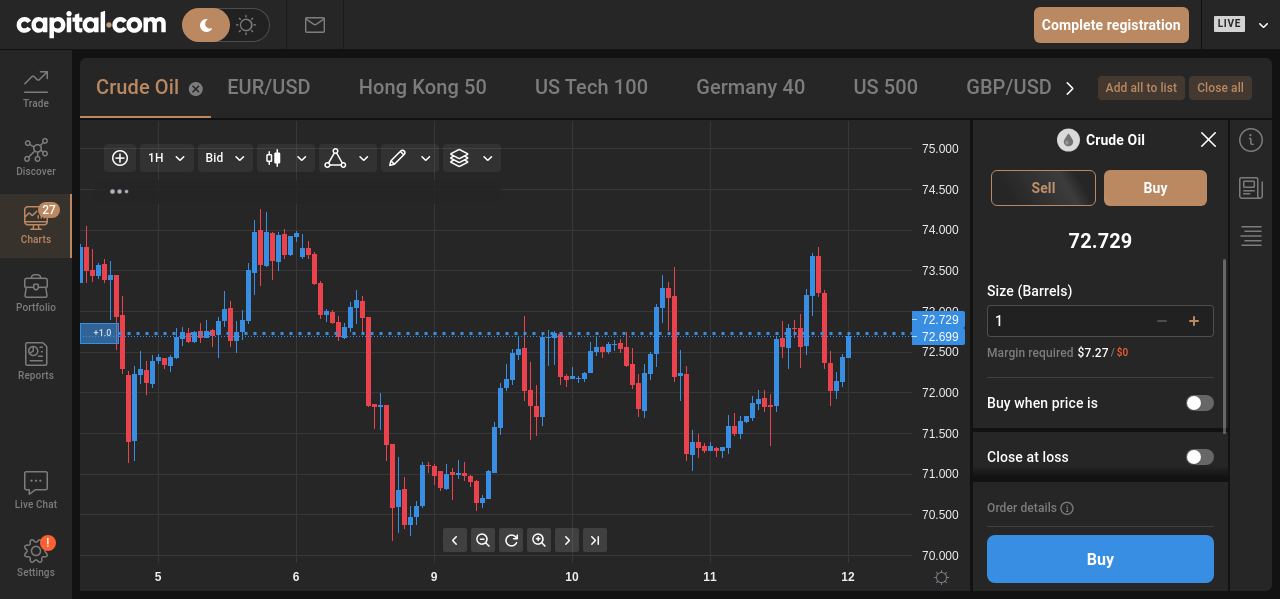 capital.com
Complete registration
LIVE
Trade
Discover
27
Charts
Portfolio
Reports
Live Chat
!
Settings
Crude Oil
EUR/USD
Hong Kong 50
US Tech 100
Germany 40
US 500
GBP/USD
Add all to list
Close all
1H
Bid
+1.0
75.000
74.500
74.000
73.500
73.000
72.729
72.699
72.500
72.000
71.500
71.000
70.500
70.000
5
6
9
10
11
12
Crude Oil
Sell
Buy
72.729
Size (Barrels)
1
Margin required $7.27 / $0
Buy when price is
Close at loss
Order details
Buy